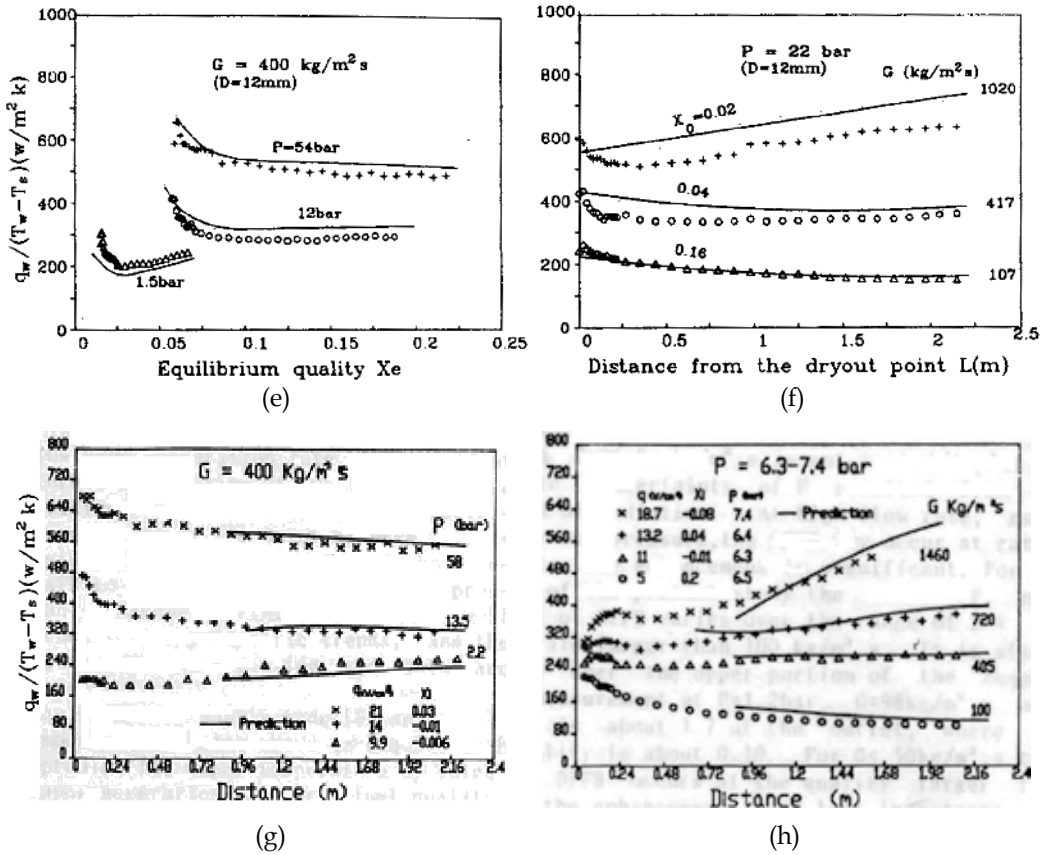 1000
800
600
400
200
0
q_w/(T_w−T_s)(w/m² k)
G = 400 kg/m²s
(D=12mm)
P=54bar
12bar
1.5bar
0 0.05 0.1 0.15 0.2 0.25
Equilibrium quality Xe
(e)
1000
800
600
400
200
0
P = 22 bar
(D=12mm)
G (kg/m²s)
X₀=0.02
1020
0.04
417
0.16
107
0 0.5 1 1.5 2 2.5
Distance from the dryout point L(m)
(f)
800
720
640
560
480
400
320
240
160
80
0
q_w/(T_w−T_s)(w/m² k)
G = 400 Kg/m² s
P (bar)
58
13.5
2.2
Prediction
XI
× 21 0.03
+ 14 -0.01
△ 9.9 -0.006
0 0.24 0.48 0.72 0.96 1.2 1.44 1.68 1.92 2.16 2.4
Distance (m)
(g)
800
720
640
560
480
400
320
240
160
80
0
P = 6.3-7.4 bar
XI P (bar)
× 18.7 -0.08 7.4
+ 13.2 0.04 6.4
△ 11 -0.01 6.3
○ 5 0.2 6.5
Prediction
G Kg/m² s
1460
720
405
100
0 0.24 0.48 0.72 0.96 1.2 1.44 1.68 1.92 2.16 2.4
Distance (m)
(h)